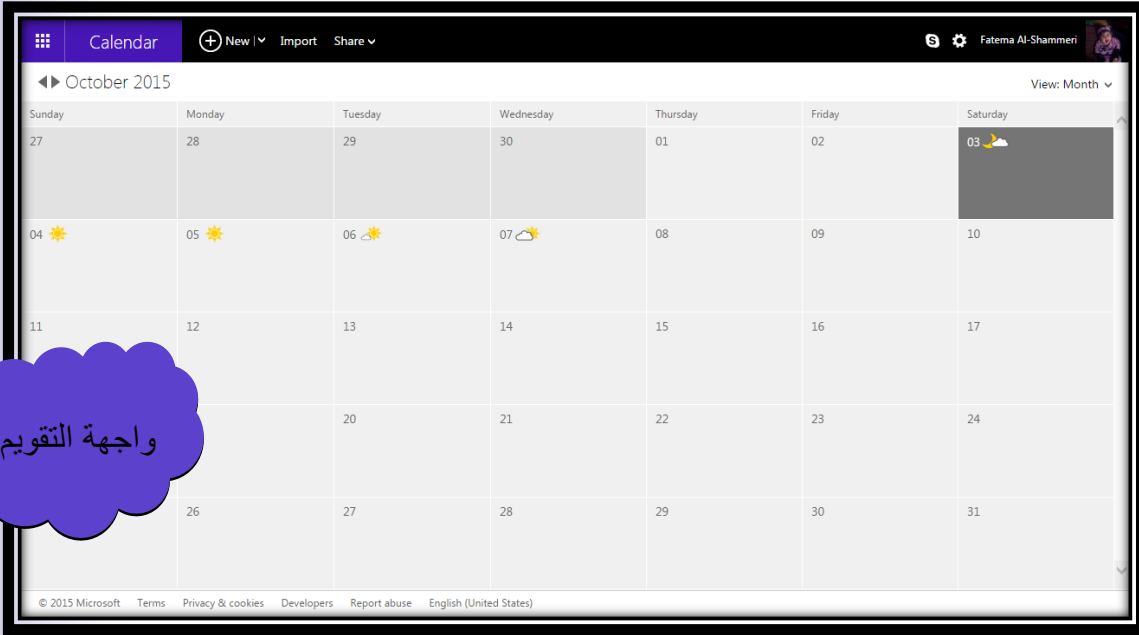 Calendar New Import Share Fatema Al-Shammeri
October 2015 View: Month
Sunday Monday Tuesday Wednesday Thursday Friday Saturday
27 28 29 30 01 02 03
04 05 06 07 08 09 10
11 12 13 14 15 16 17
20 21 22 23 24
واجهة التقويم
26 27 28 29 30 31
© 2015 Microsoft Terms Privacy & cookies Developers Report abuse English (United States)